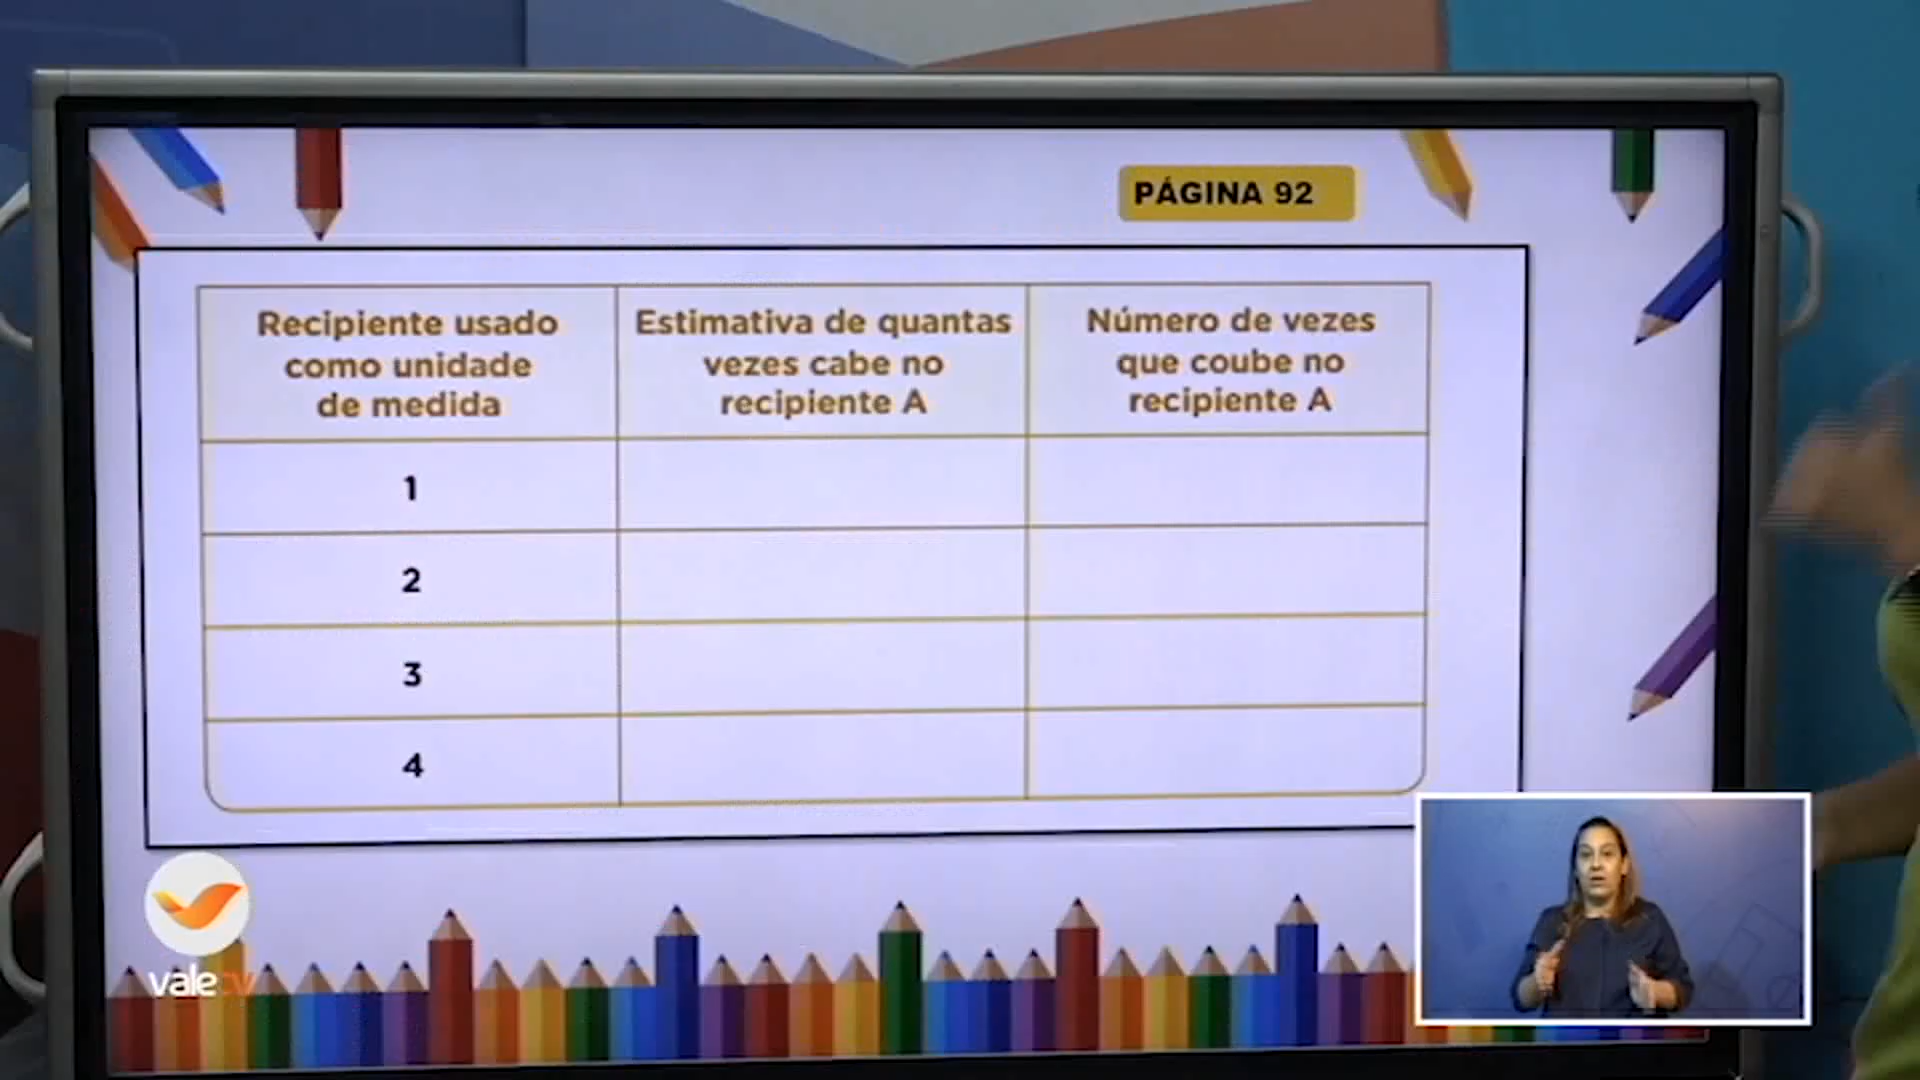 PÁGINA 92
Recipiente usado
como unidade
de medida
Estimativa de quantas
vezes cabe no
recipiente A
Número de vezes
que coube no
recipiente A
1
2
3
4
valetv